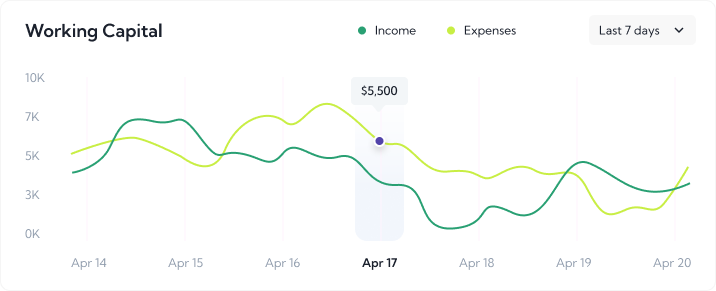 Working Capital
Income
Expenses
Last 7 days
10K
7K
5K
3K
0K
$5,500
Apr 14
Apr 15
Apr 16
Apr 17
Apr 18
Apr 19
Apr 20